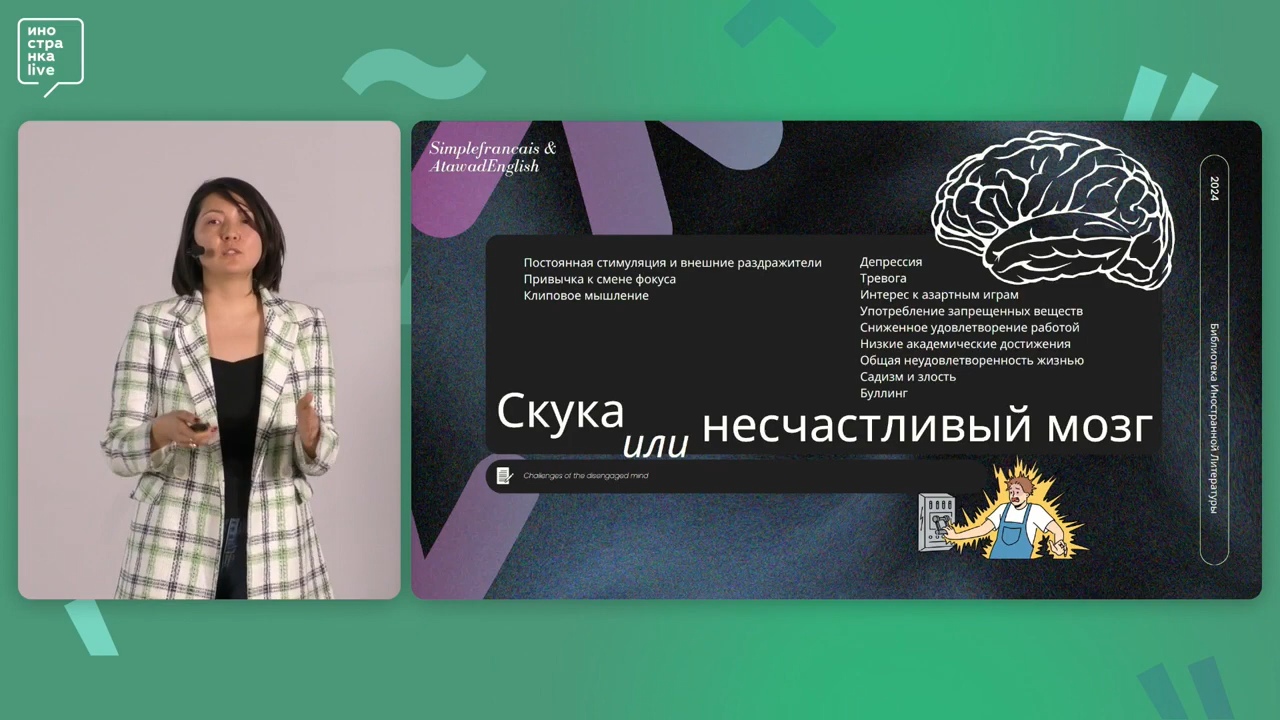 ино
стра
нка
live
Simplefrancais &
AtawadEnglish
Постоянная стимуляция и внешние раздражители
Привычка к смене фокуса
Клиповое мышление
Депрессия
Тревога
Интерес к азартным играм
Употребление запрещенных веществ
Сниженное удовлетворение работой
Низкие академические достижения
Общая неудовлетворенность жизнью
Садизм и злость
Буллинг
Скука
или
несчастливый мозг
Challenges of the disengaged mind
2024
Библиотека Иностранной Литературы